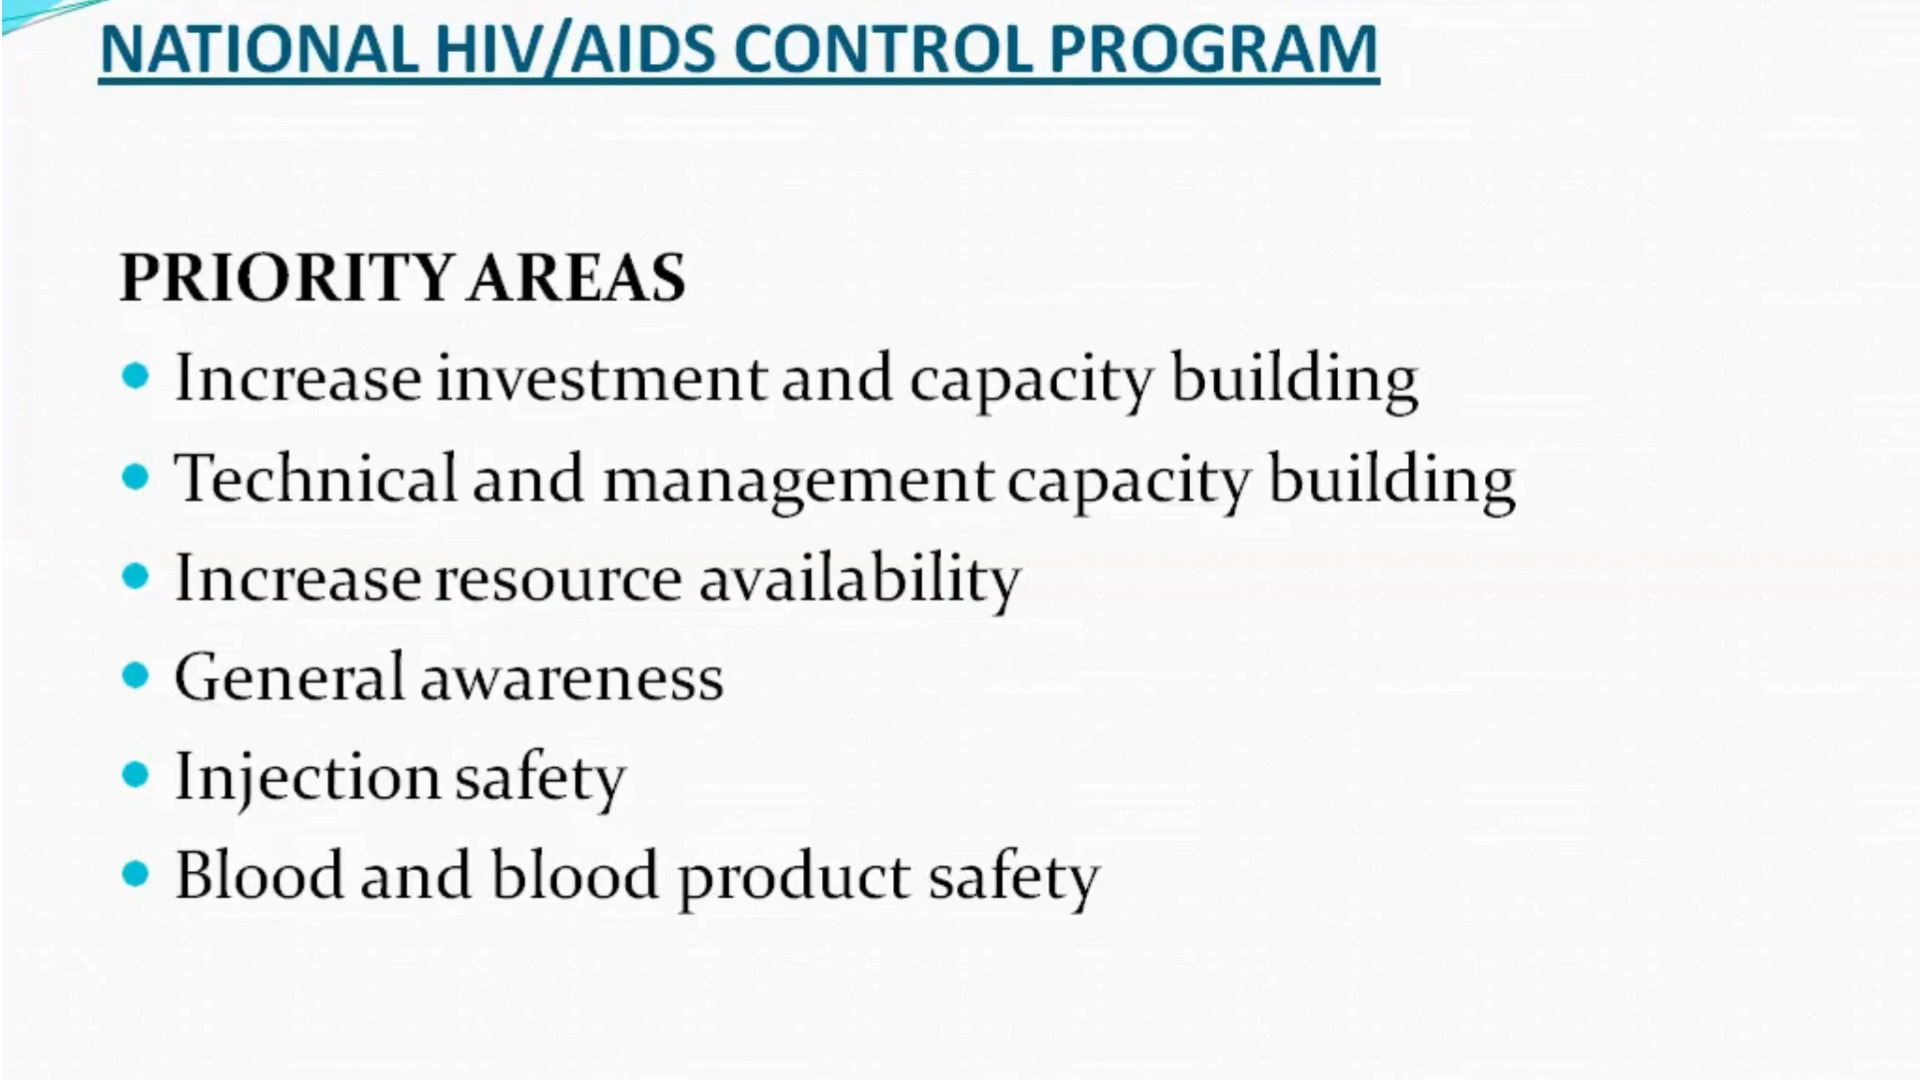 NATIONAL HIV/AIDS CONTROL PROGRAM
PRIORITY AREAS
• Increase investment and capacity building
• Technical and management capacity building
• Increase resource availability
• General awareness
• Injection safety
• Blood and blood product safety